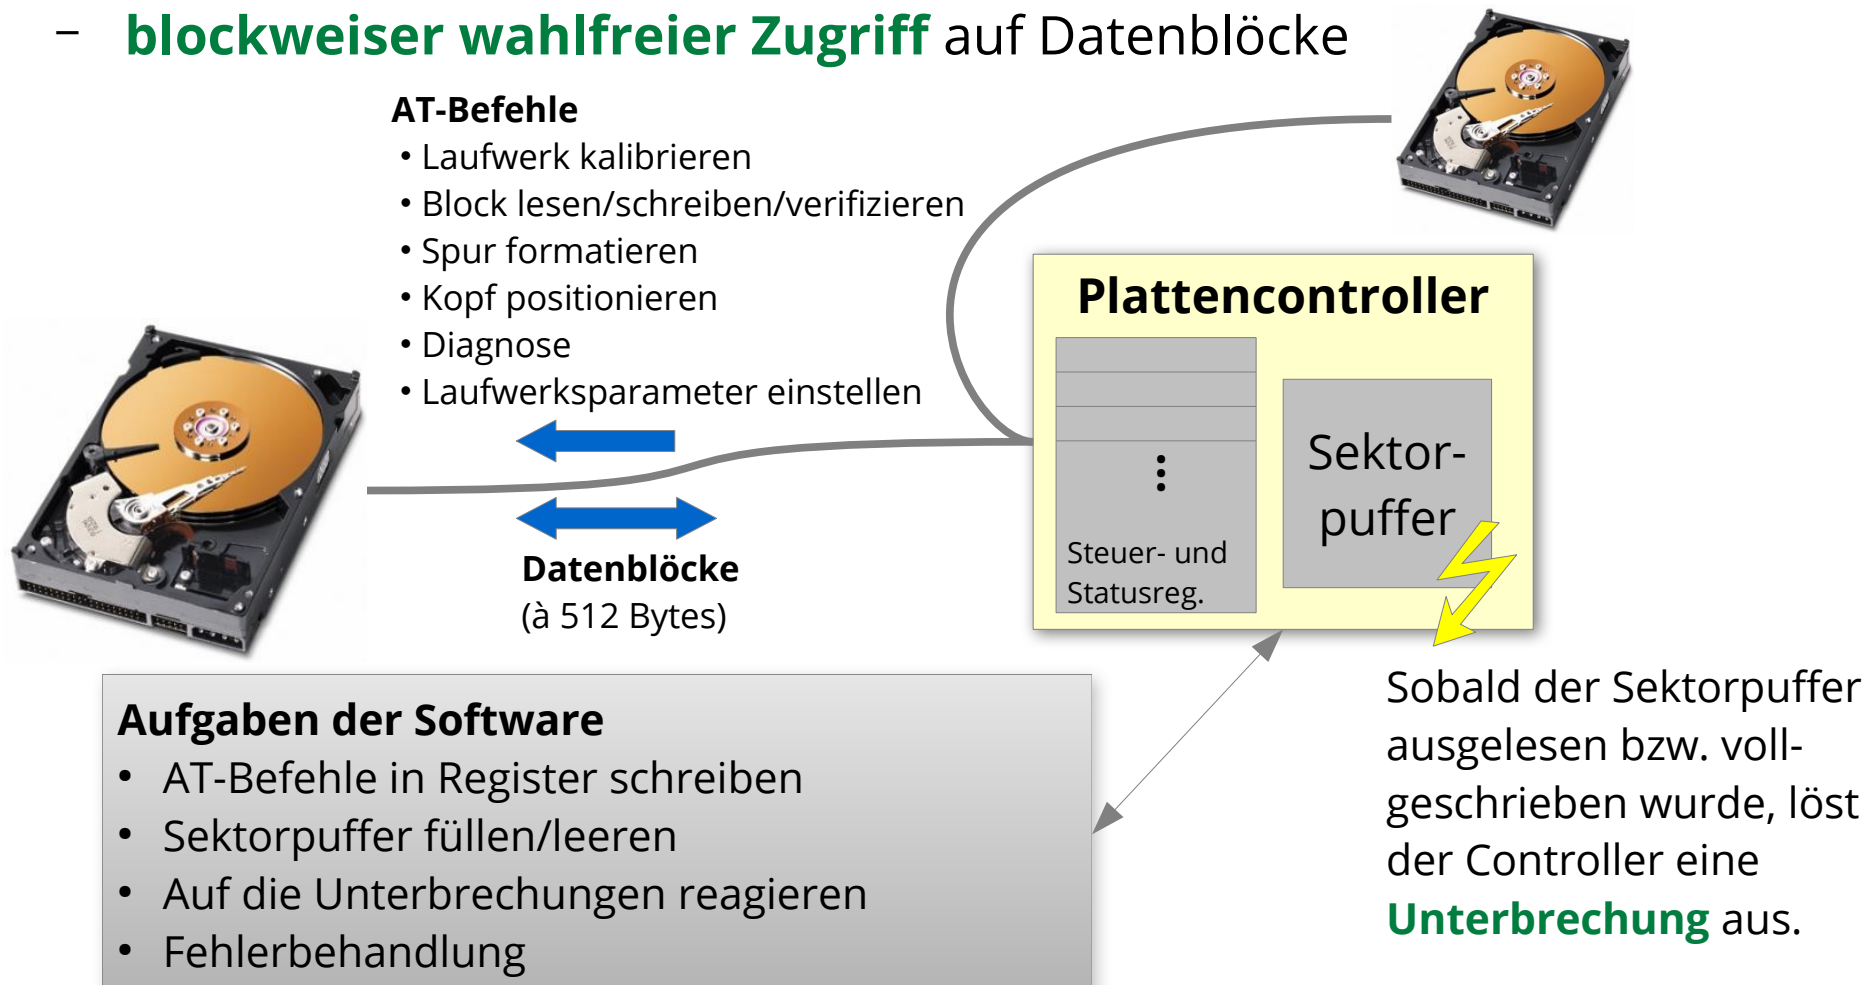 – blockweiser wahlfreier Zugriff auf Datenblöcke
AT-Befehle
• Laufwerk kalibrieren
• Block lesen/schreiben/verifizieren
• Spur formatieren
• Kopf positionieren
• Diagnose
• Laufwerksparameter einstellen
Datenblöcke
(à 512 Bytes)
Plattencontroller
Steuer- und
Statusreg.
Sektor-
puffer
Sobald der Sektorpuffer
ausgelesen bzw. voll-
geschrieben wurde, löst
der Controller eine
Unterbrechung aus.
Aufgaben der Software
• AT-Befehle in Register schreiben
• Sektorpuffer füllen/leeren
• Auf die Unterbrechungen reagieren
• Fehlerbehandlung